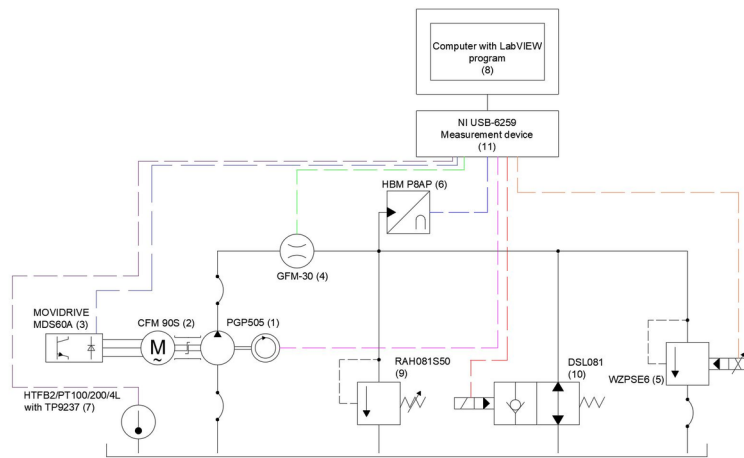 Computer with LabVIEW
program
(8)
NI USB-6259
Measurement device
(11)
HBM P8AP (6)
GFM-30 (4)
MOVIDRIVE
MDS60A (3)
CFM 90S (2)
PGP505 (1)
M
~
RAH081S50
(9)
DSL081
(10)
WZPSE6 (5)
HTFB2/PT100/200/4L
with TP9237 (7)